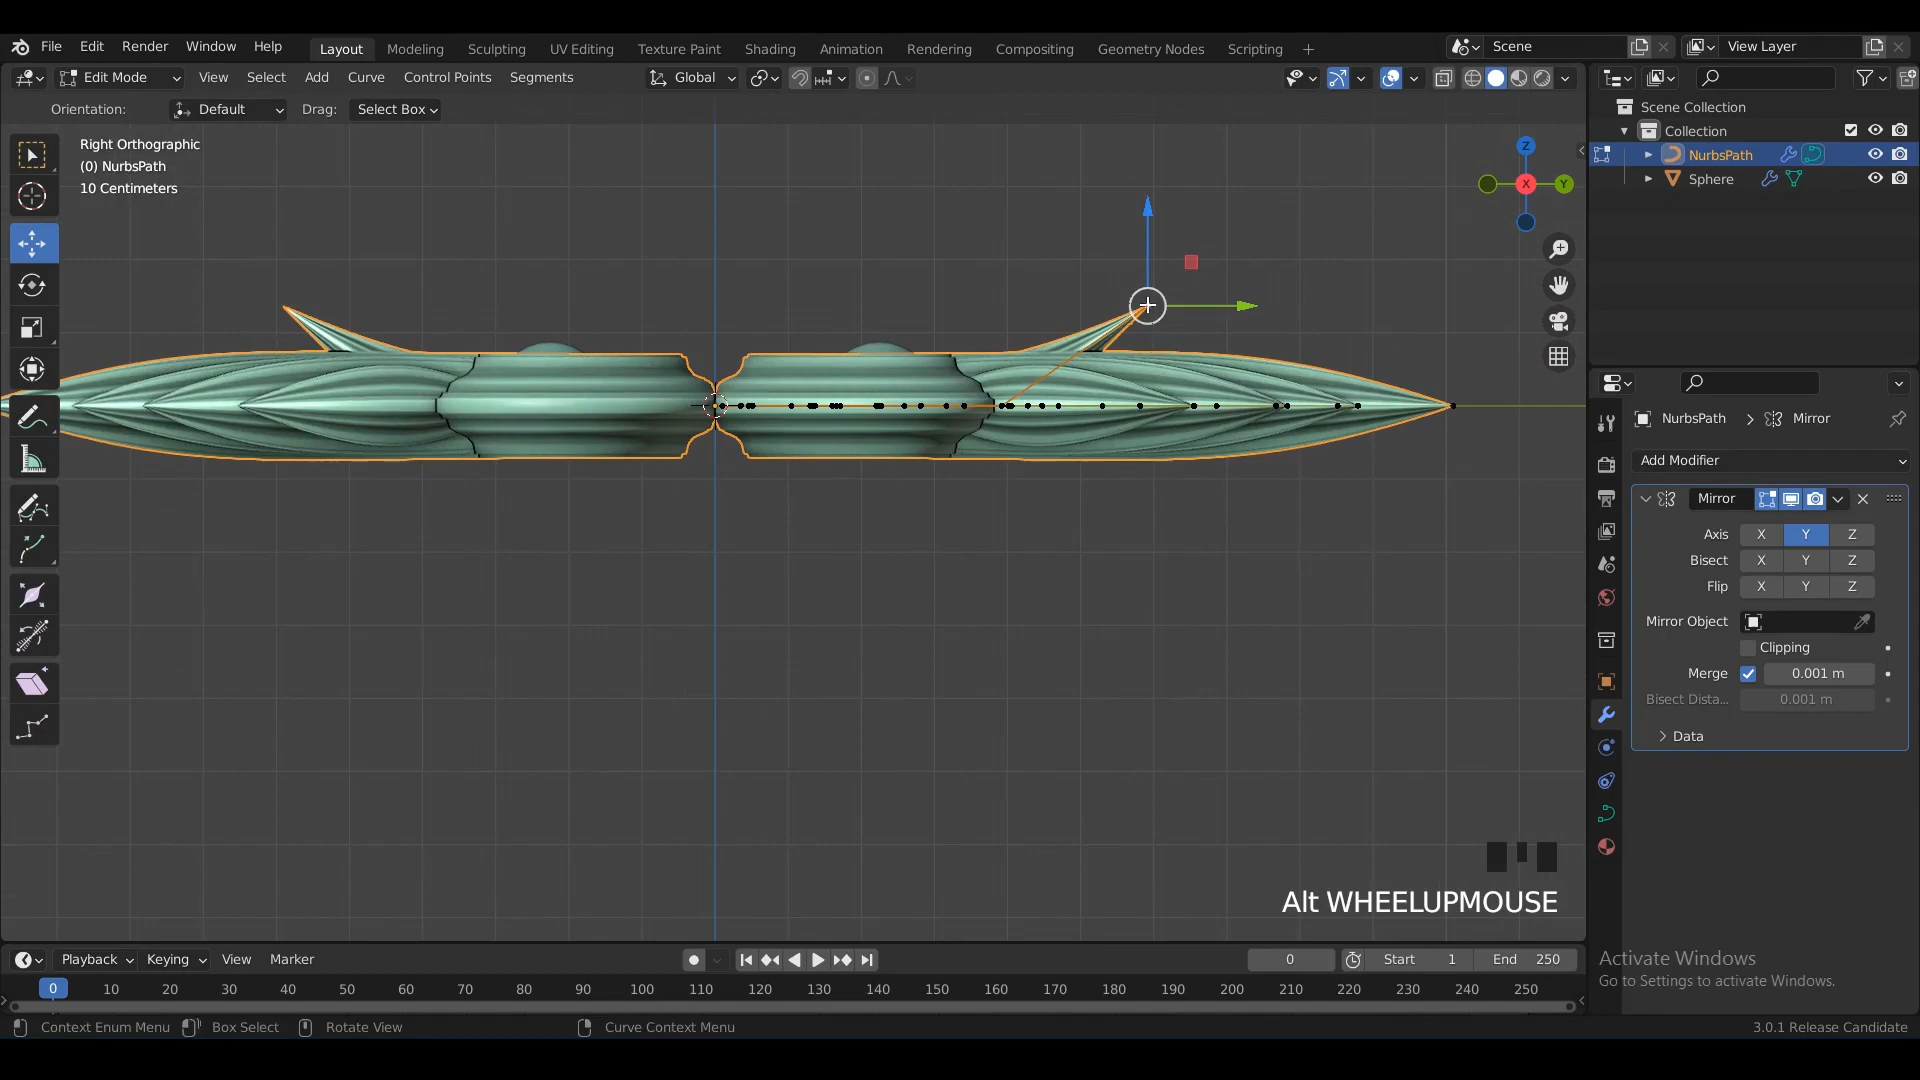 File Edit Render Window Help Layout Modeling Sculpting UV Editing Texture Paint Shading Animation Rendering Compositing Geometry Nodes Scripting Scene View Layer
Edit Mode View Select Add Curve Control Points Segments Global
Orientation: Default Drag: Select Box
Right Orthographic
(0) NurbsPath
10 Centimeters
Z
X
Y
Scene Collection
Collection
NurbsPath
Sphere
NurbsPath Mirror
Add Modifier
Mirror
Axis X Y Z
Bisect X Y Z
Flip X Y Z
Mirror Object
Clipping
Merge 0.001 m
Bisect Dista... 0.001 m
Data
Alt WHEELUPMOUSE
Playback Keying View Marker 0 Start 1 End 250
0 10 20 30 40 50 60 70 80 90 100 110 120 130 140 150 160 170 180 190 200 210 220 230 240 250
Activate Windows
Go to Settings to activate Windows.
Context Enum Menu Box Select Rotate View Curve Context Menu 3.0.1 Release Candidate